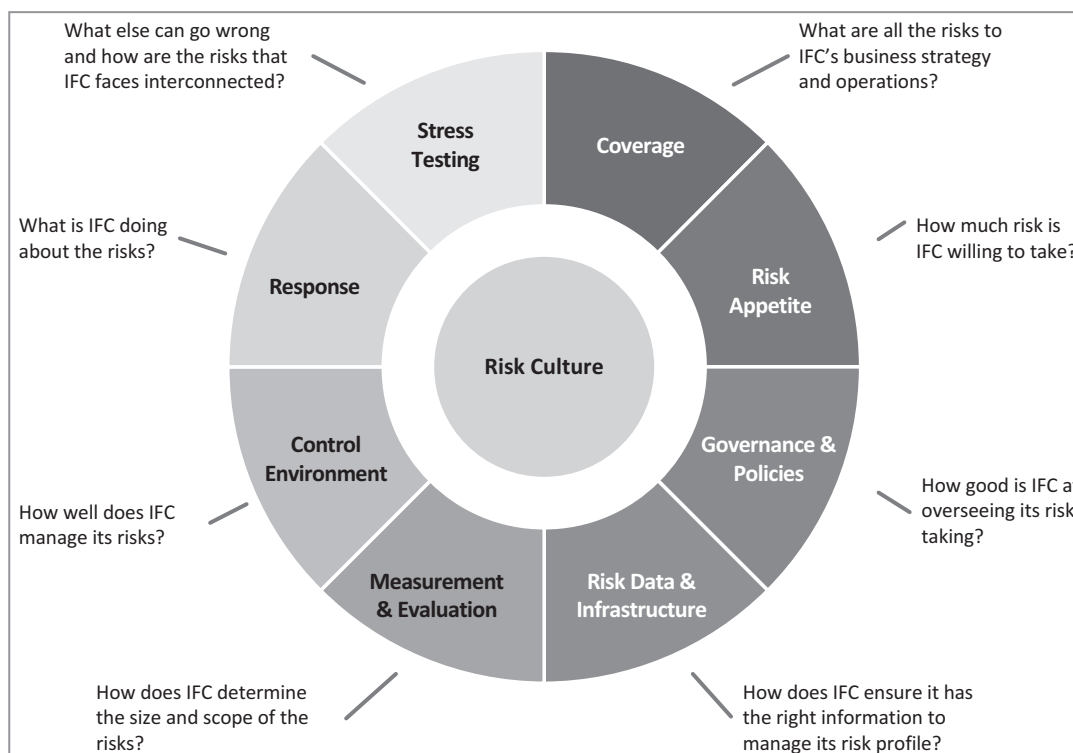 What else can go wrong
and how are the risks that
IFC faces interconnected?
What are all the risks to
IFC's business strategy
and operations?
Stress
Testing
Coverage
What is IFC doing
about the risks?
How much risk is
IFC willing to take?
Response
Risk
Appetite
Risk Culture
Control
Environment
Governance &
Policies
How well does IFC
manage its risks?
How good is IFC
overseeing its risk
taking?
Measurement
& Evaluation
Risk Data &
Infrastructure
How does IFC determine
the size and scope of the
risks?
How does IFC ensure it has
the right information to
manage its risk profile?